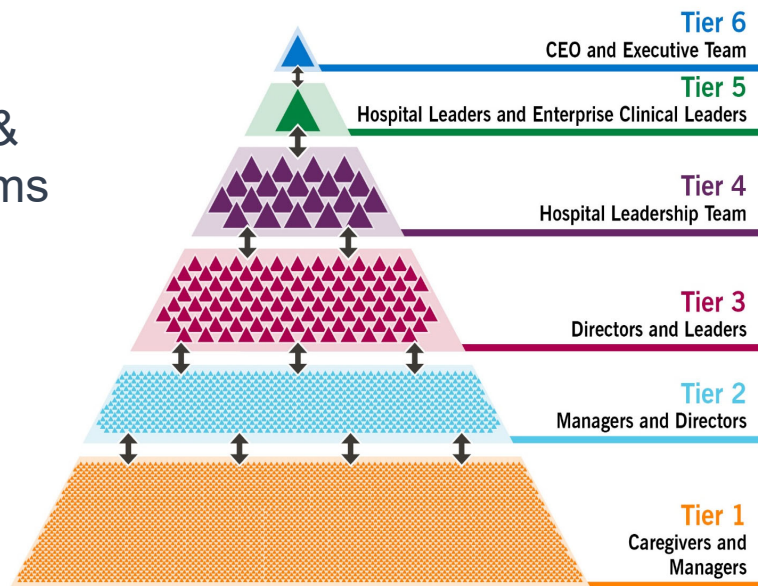 &
ms
Tier 6
CEO and Executive Team
Tier 5
Hospital Leaders and Enterprise Clinical Leaders
Tier 4
Hospital Leadership Team
Tier 3
Directors and Leaders
Tier 2
Managers and Directors
Tier 1
Caregivers and
Managers